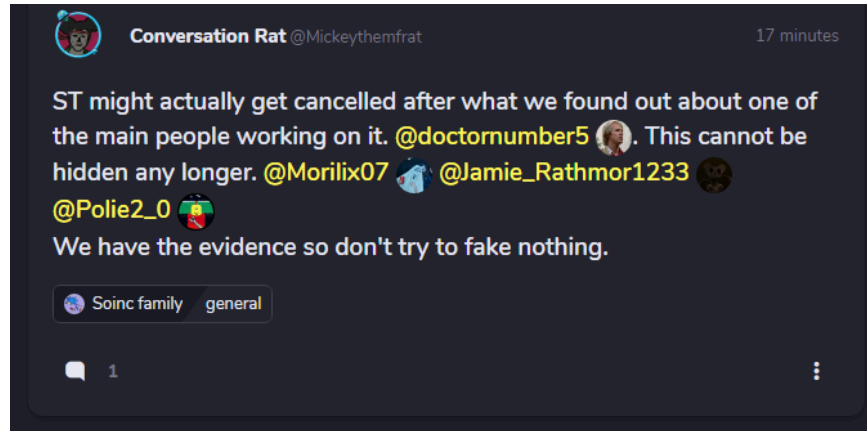 Conversation Rat @Mickeythemfrat 17 minutes
ST might actually get cancelled after what we found out about one of
the main people working on it. @doctornumber5. This cannot be
hidden any longer. @Morilix07 @Jamie_Rathmor1233
@Polie2_0
We have the evidence so don't try to fake nothing.
Soinc family general
1